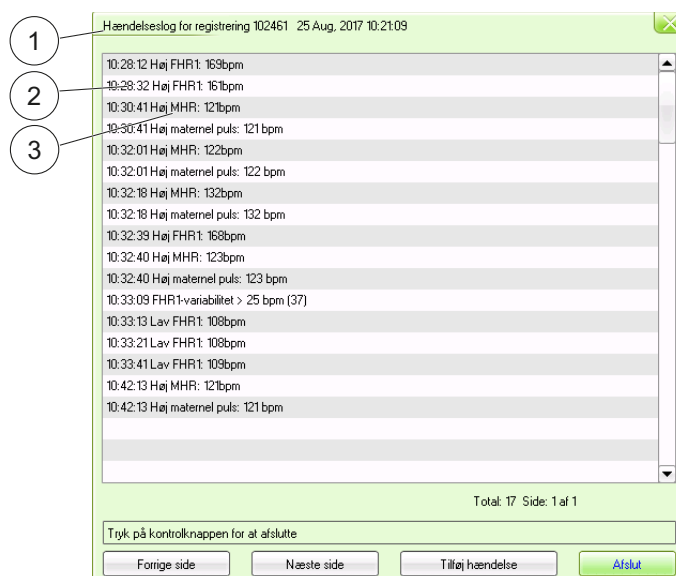 Hændelseslog for registrering 102461 25 Aug, 2017 10:21:09
1
10:28:12 Høj FHR1: 169bpm
2
10:28:32 Høj FHR1: 161bpm
10:30:41 Høj MHR: 121bpm
3
10:30:41 Høj maternel puls: 121 bpm
10:32:01 Høj MHR: 122bpm
10:32:01 Høj maternel puls: 122 bpm
10:32:18 Høj MHR: 132bpm
10:32:18 Høj maternel puls: 132 bpm
10:32:39 Høj FHR1: 168bpm
10:32:40 Høj MHR: 123bpm
10:32:40 Høj maternel puls: 123 bpm
10:33:09 FHR1-variabilitet > 25 bpm (37)
10:33:13 Lav FHR1: 108bpm
10:33:21 Lav FHR1: 108bpm
10:33:41 Lav FHR1: 109bpm
10:42:13 Høj MHR: 121bpm
10:42:13 Høj maternel puls: 121 bpm
Total: 17 Side: 1 af 1
Tryk på kontrolknappen for at afslutte
Forrige side Næste side Tilføj hændelse Afslut